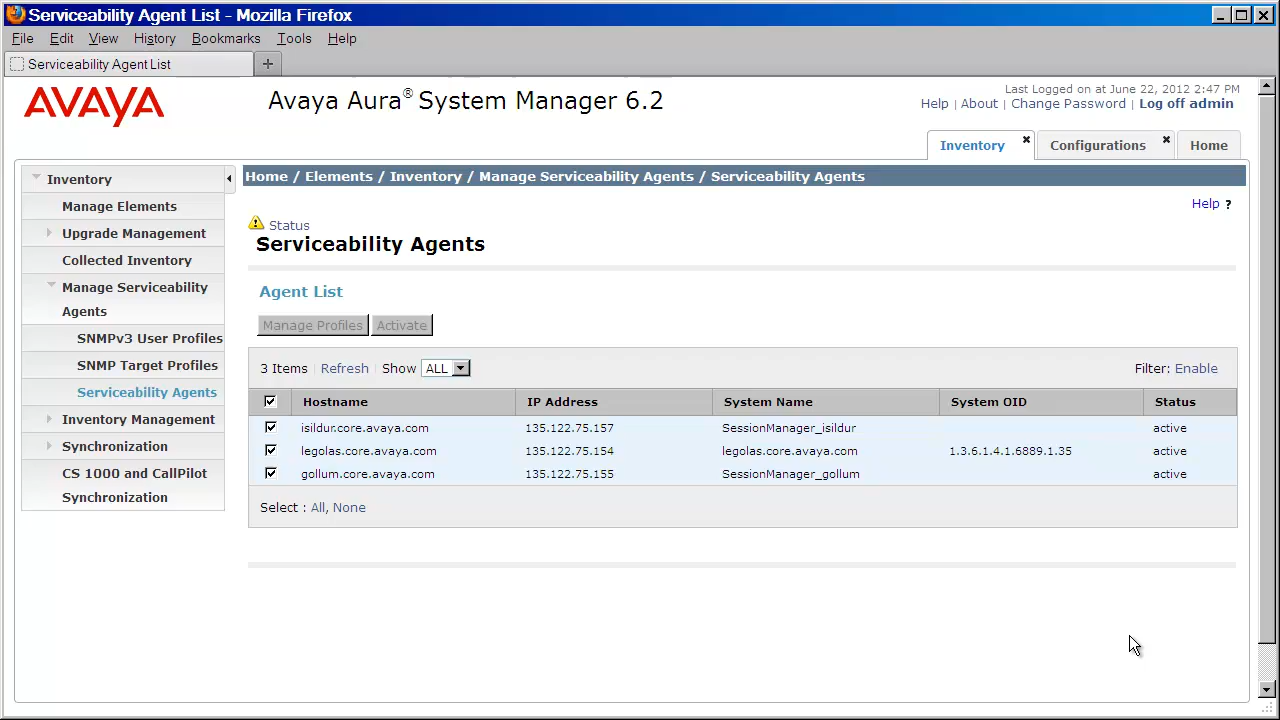 Serviceability Agent List - Mozilla Firefox
File Edit View History Bookmarks Tools Help
Serviceability Agent List +
AVAYA
Avaya Aura® System Manager 6.2
Last Logged on at June 22, 2012 2:47 PM
Help | About | Change Password | Log off admin
Inventory Configurations Home
Inventory
Manage Elements
Upgrade Management
Collected Inventory
Manage Serviceability
Agents
SNMPv3 User Profiles
SNMP Target Profiles
Serviceability Agents
Inventory Management
Synchronization
CS 1000 and CallPilot
Synchronization
Home / Elements / Inventory / Manage Serviceability Agents / Serviceability Agents
Help ?
Status
Serviceability Agents
Agent List
Manage Profiles Activate
3 Items | Refresh Show ALL Filter: Enable
Hostname IP Address System Name System OID Status
isildur.core.avaya.com 135.122.75.157 SessionManager_isildur active
legolas.core.avaya.com 135.122.75.154 legolas.core.avaya.com 1.3.6.1.4.1.6889.1.35 active
gollum.core.avaya.com 135.122.75.155 SessionManager_gollum active
Select : All, None